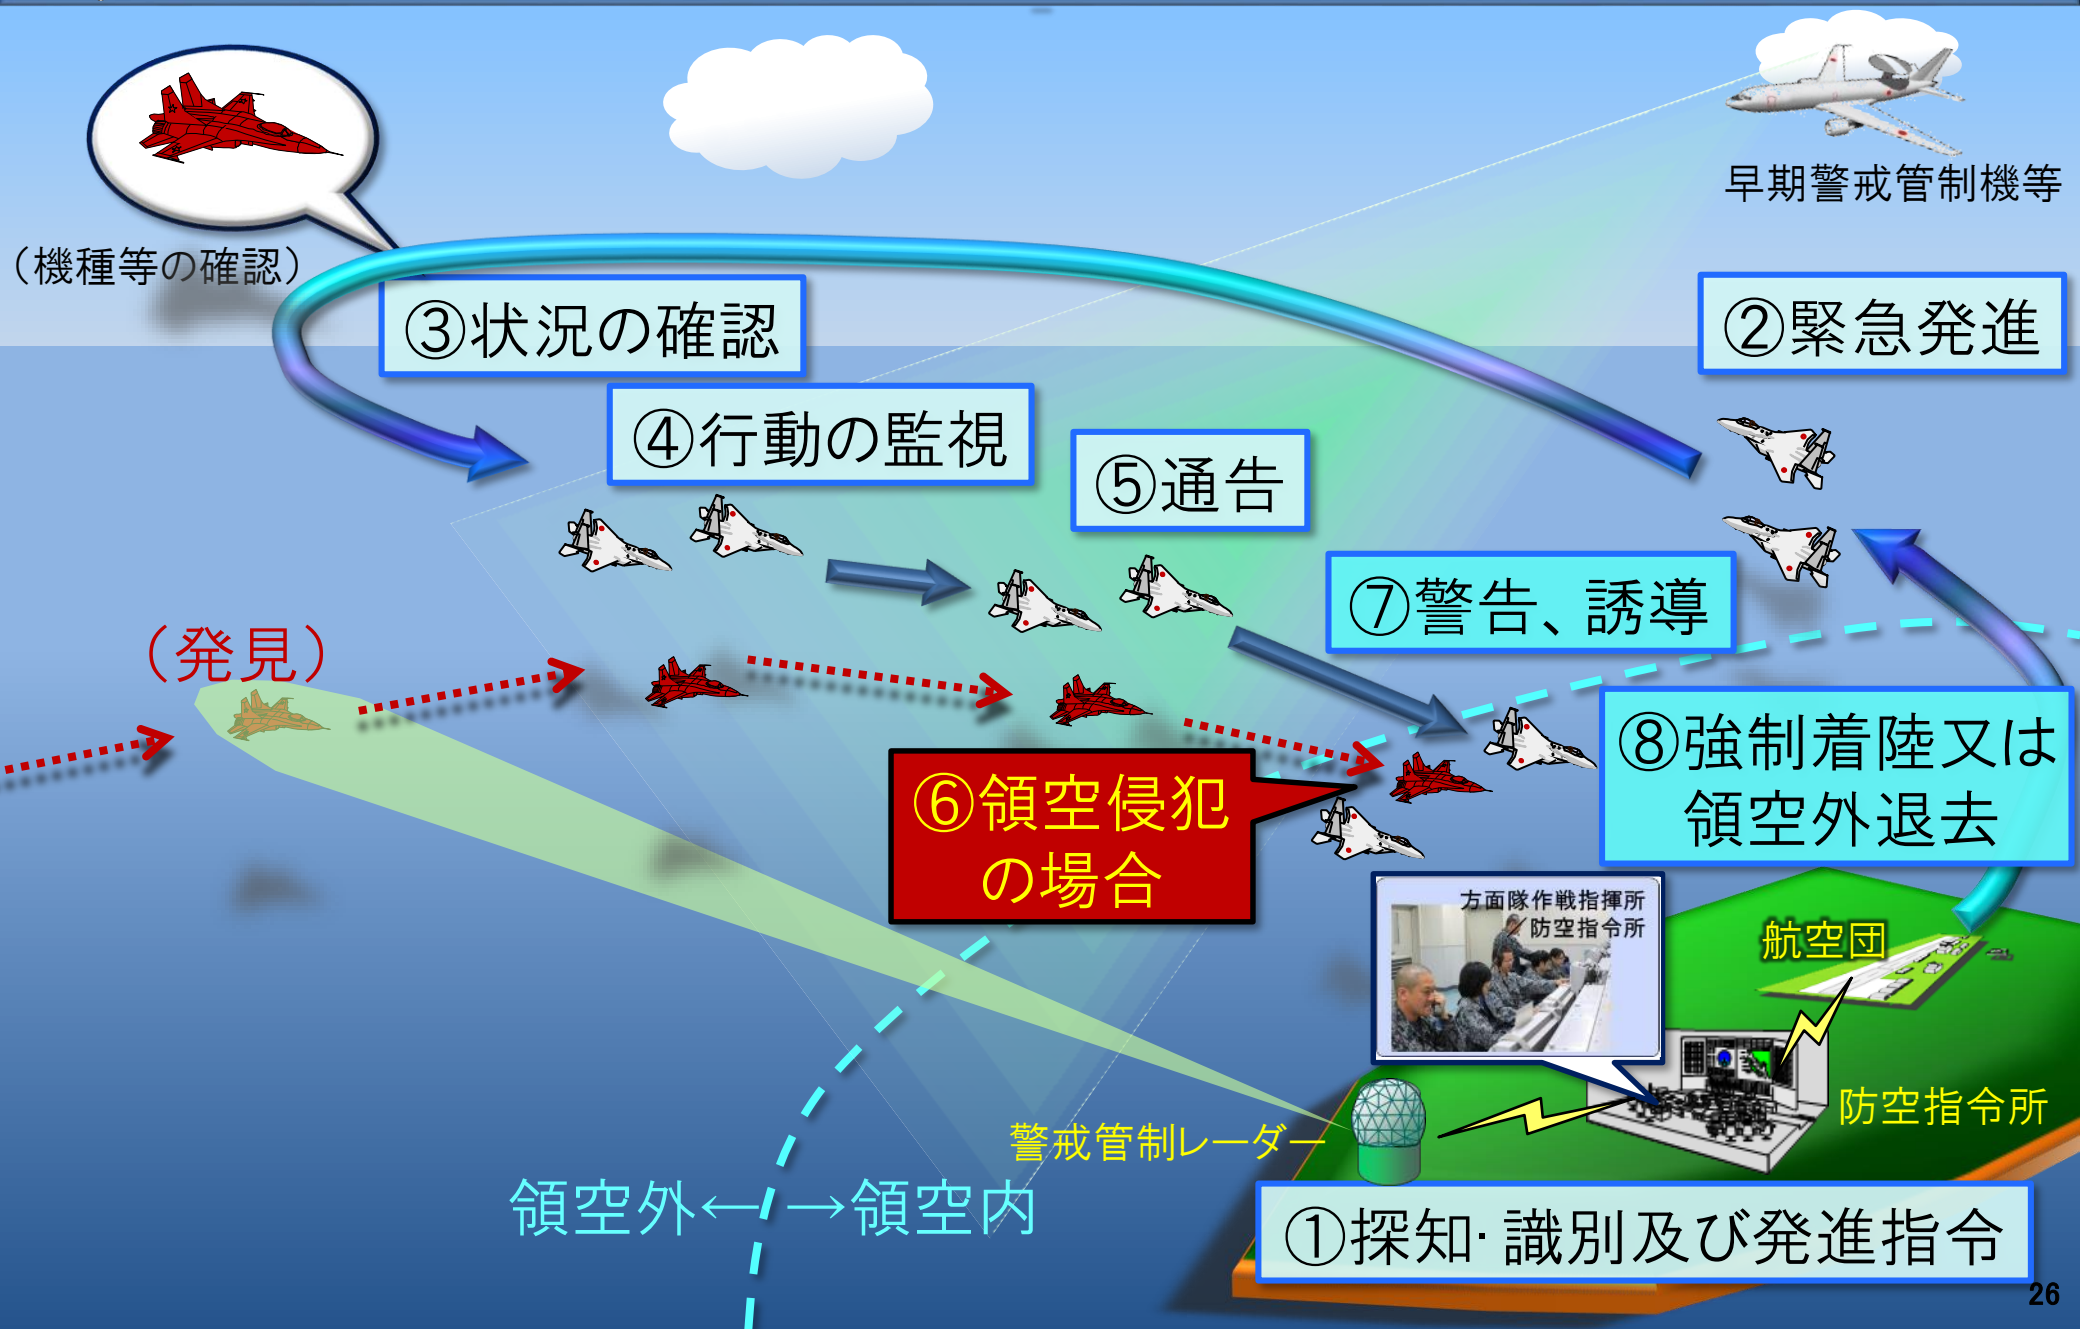 早期警戒管制機等
（機種等の確認）
②緊急発進
③状況の確認
④行動の監視
⑤通告
⑦警告、誘導
（発見）
⑧強制着陸又は
領空外退去
⑥領空侵犯
の場合
方面隊作戦指揮所
防空指令所
航空団
防空指令所
警戒管制レーダー
領空外←→領空内
①探知·識別及び発進指令
26